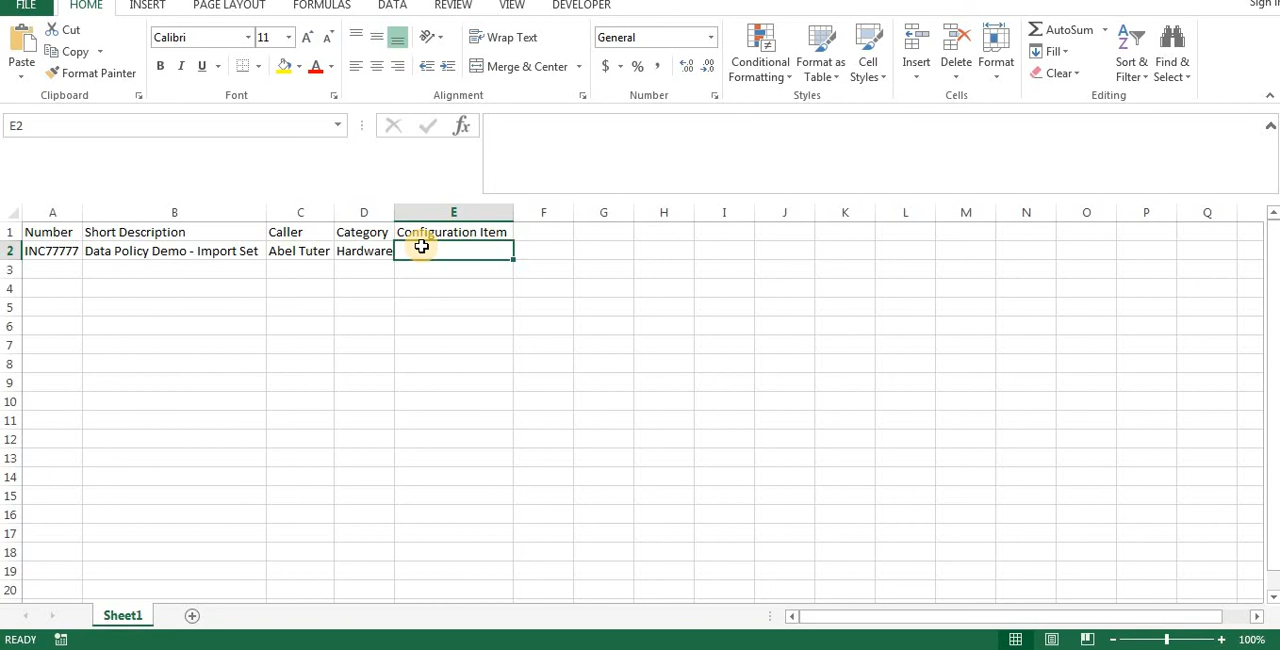 FILE HOME INSERT PAGE LAYOUT FORMULAS DATA REVIEW VIEW DEVELOPER
Cut
Copy
Format Painter
Paste
Clipboard
Calibri 11
B I U
A A
Font
Wrap Text
Merge & Center
Alignment
General
$ % ,
Number
Conditional
Formatting
Format as
Table
Cell
Styles
Styles
Insert Delete Format
Cells
AutoSum
Fill
Clear
Sort &
Filter
Find &
Select
Editing
E2
fx
A B C D E F G H I J K L M N O P Q
1 Number Short Description Caller Category Configuration Item
2 INC77777 Data Policy Demo - Import Set Abel Tuter Hardware
3
4
5
6
7
8
9
10
11
12
13
14
15
16
17
18
19
20
Sheet1
READY
100%